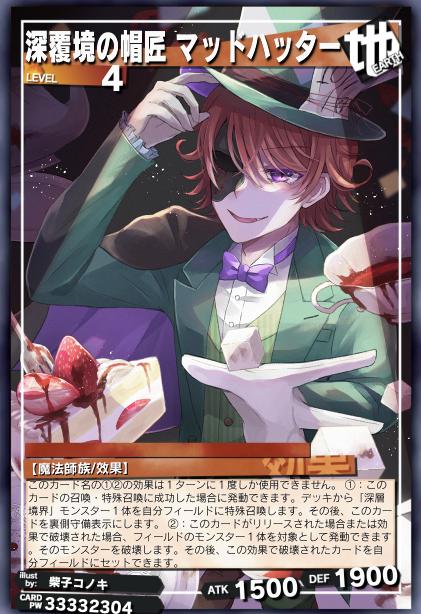 深覆境の帽匠 マッドハッター
地
EARTH
LEVEL 4
【魔法師族/効果】
効果
このカード名の①②の効果は１ターンに１度しか使用できません。 ①：この
カードの召喚・特殊召喚に成功した場合に発動できます。デッキから「深層
境界」モンスター１体を自分フィールドに特殊召喚します。その後、このカー
ドを裏側守備表示にします。 ②：このカードがリリースされた場合または効
果で破壊された場合、フィールドのモンスター１体を対象として発動できま
す。そのモンスターを破壊します。その後、この効果で破壊されたカードを自
分フィールドにセットできます。
illust by: 柴子コノキ
ATK 1500 DEF 1900
CARD PW 33332304